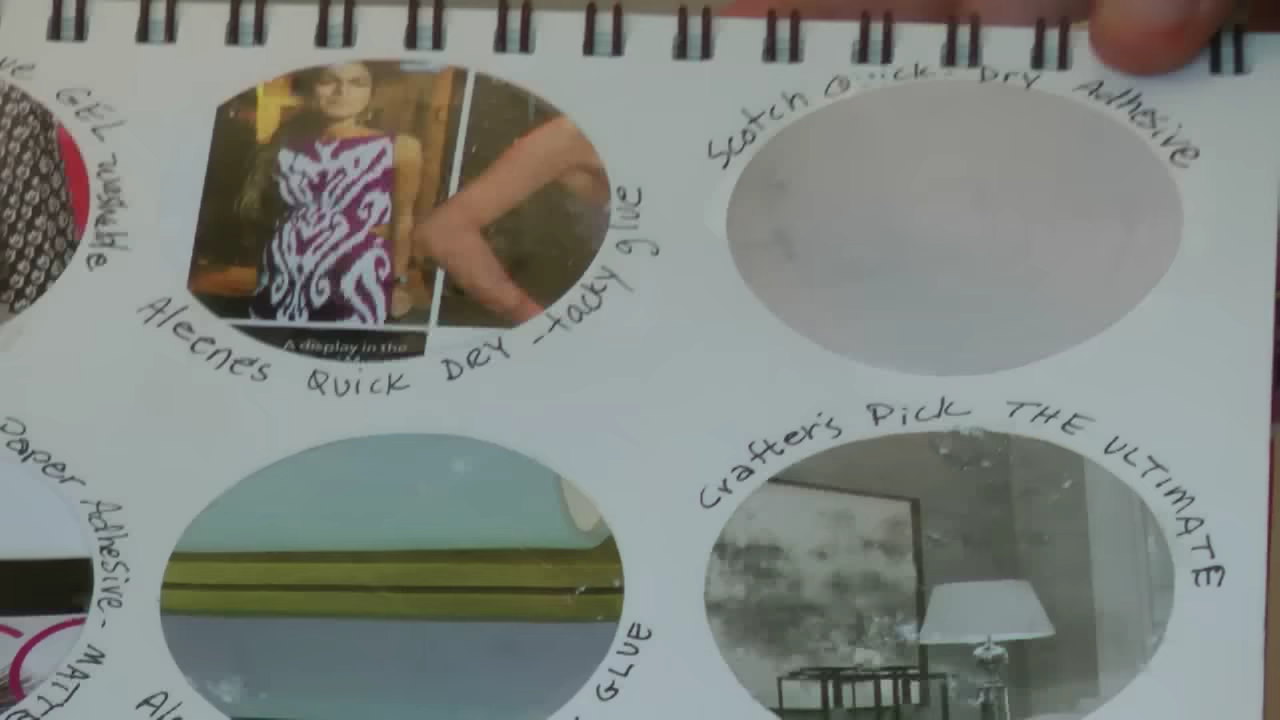 GEL washable
Aleene's QUICK DRY - tacky glue
A display in the
Scotch Quick-Dry Adhesive
Paper Adhesive - MATTE
GLUE
Crafter's Pick THE ULTIMATE